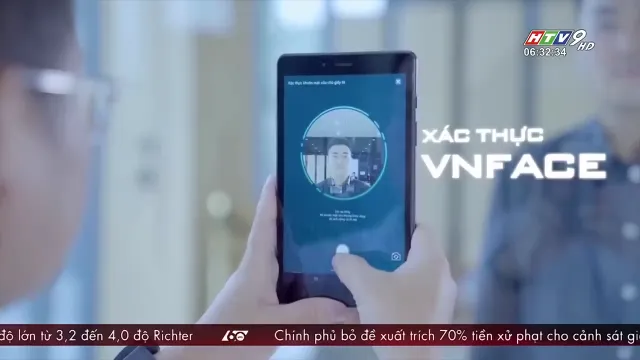 HTV9 HD
06:32:34
Xác thực khuôn mặt của chủ giấy tờ
XÁC THỰC
VNFACE
độ lớn từ 3,2 đến 4,0 độ Richter
Chính phủ bỏ đề xuất trích 70% tiền xử phạt cho cảnh sát gi